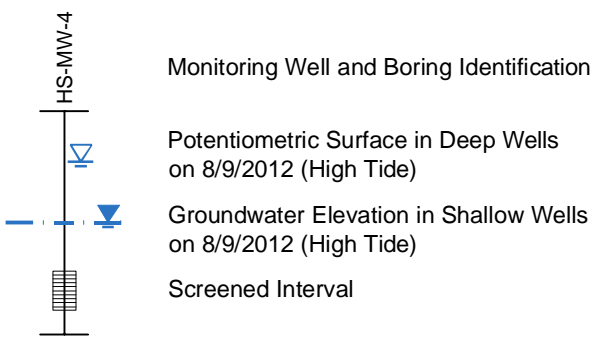 HS-MW-4
Monitoring Well and Boring Identification
Potentiometric Surface in Deep Wells
on 8/9/2012 (High Tide)
Groundwater Elevation in Shallow Wells
on 8/9/2012 (High Tide)
Screened Interval